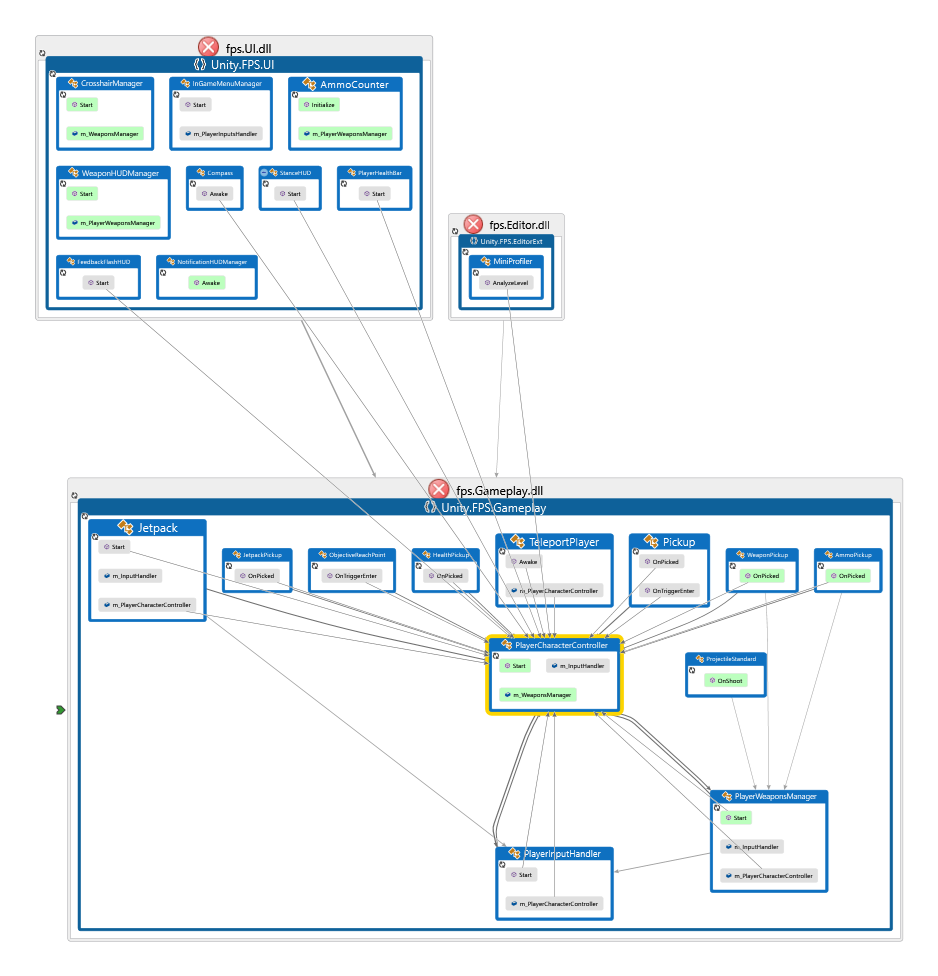 fps.UI.dll
Unity.FPS.UI
CrosshairManager
Start
m_WeaponsManager
InGameMenuManager
Start
m_PlayerInputsHandler
AmmoCounter
Initialize
m_PlayerWeaponsManager
WeaponHUDManager
Start
m_PlayerWeaponsManager
Compass
Awake
StanceHUD
Start
PlayerHealthBar
Start
FeedbackFlashHUD
Start
NotificationHUDManager
Awake
fps.Editor.dll
Unity.FPS.EditorExt
MiniProfiler
AnalyzeLevel
fps.Gameplay.dll
Unity.FPS.Gameplay
Jetpack
Start
m_InputHandler
m_PlayerCharacterController
JetpackPickup
OnPicked
ObjectiveReachPoint
OnTriggerEnter
HealthPickup
OnPicked
TeleportPlayer
Awake
m_PlayerCharacterController
Pickup
OnPicked
OnTriggerEnter
WeaponPickup
OnPicked
AmmoPickup
OnPicked
PlayerCharacterController
Start
m_InputHandler
m_WeaponsManager
ProjectileStandard
OnShoot
PlayerWeaponsManager
Start
m_InputHandler
m_PlayerCharacterController
PlayerInputHandler
Start
m_PlayerCharacterController